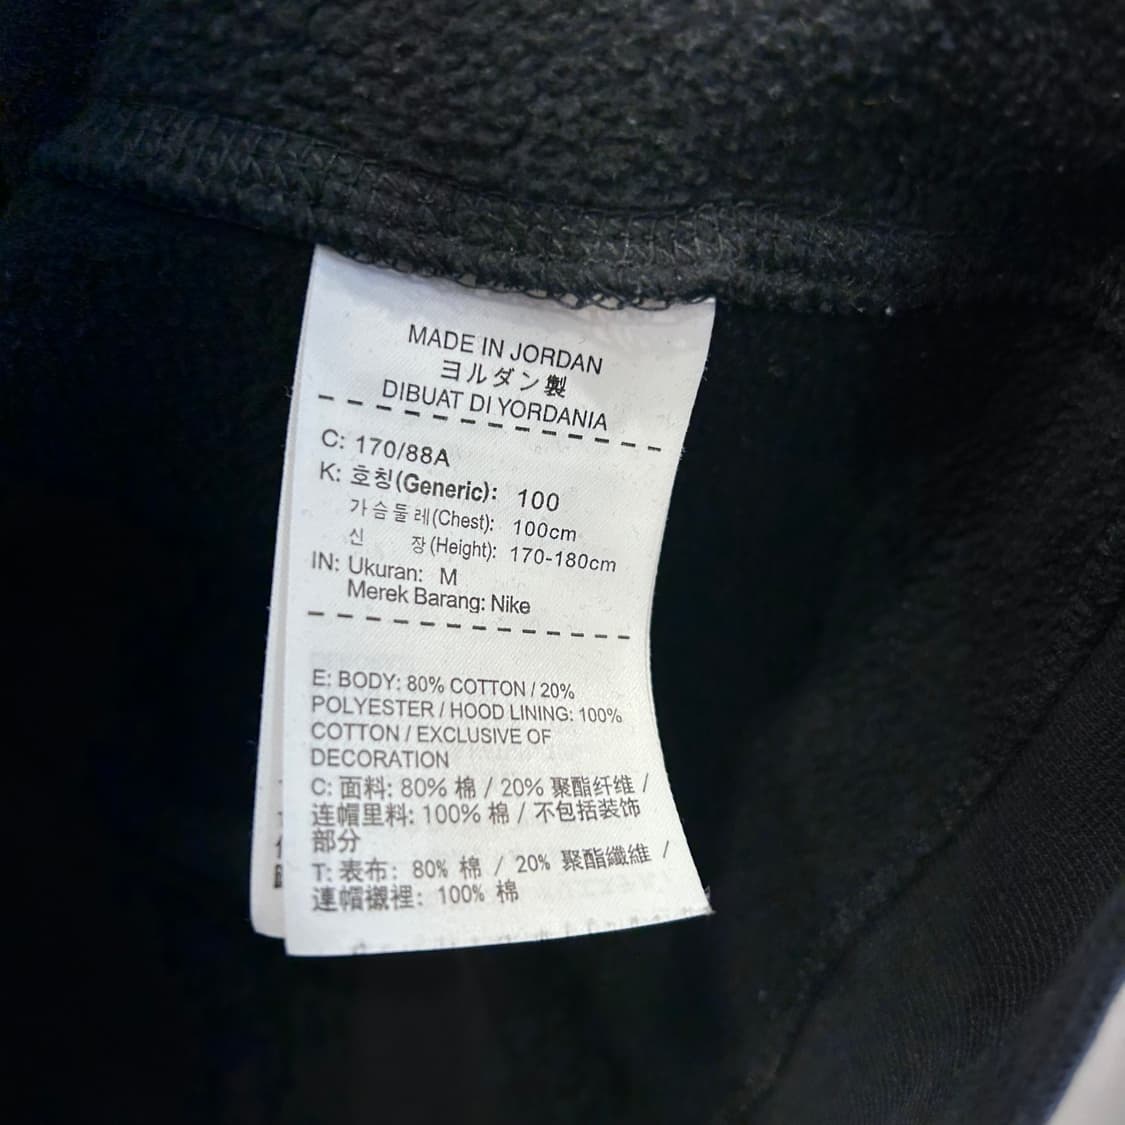 MADE IN JORDAN
ヨルダン製
DIBUAT DI YORDANIA
C: 170/88A
K: 호칭(Generic): 100
가슴둘레(Chest): 100cm
신 장(Height): 170-180cm
IN: Ukuran: M
Merek Barang: Nike
E: BODY: 80% COTTON / 20%
POLYESTER / HOOD LINING: 100%
COTTON / EXCLUSIVE OF
DECORATION
C: 面料: 80% 棉 / 20% 聚酯纤维 /
连帽里料: 100% 棉 / 不包括装饰
部分
T: 表布: 80% 棉 / 20% 聚酯纖維 /
連帽襯裡: 100% 棉